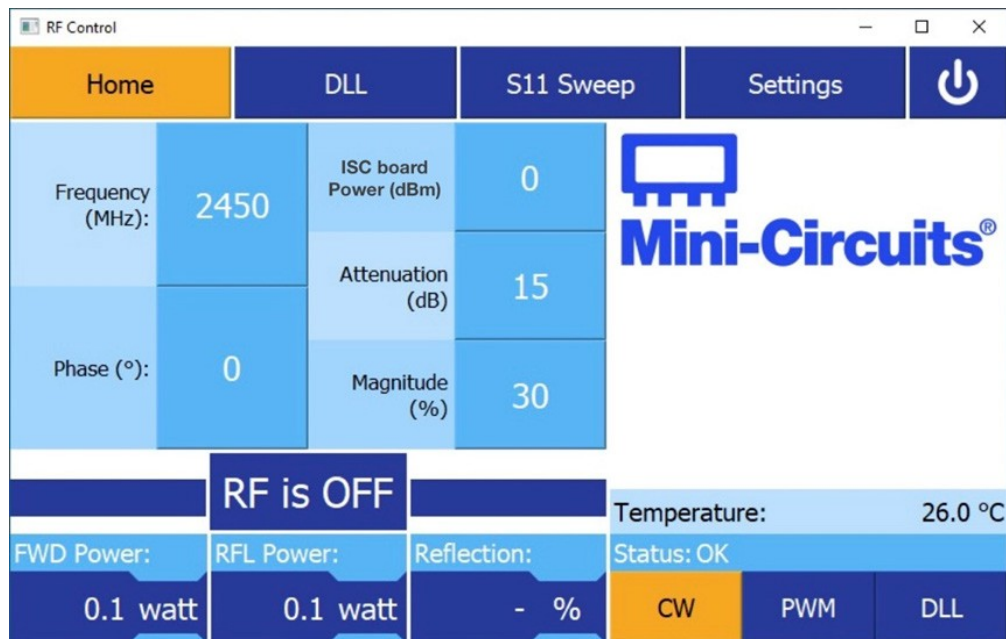 RF Control
Home
DLL
S11 Sweep
Settings
Frequency
(MHz):
2450
Phase (°):
0
ISC board
Power (dBm)
0
Attenuation
(dB)
15
Magnitude
(%)
30
Mini-Circuits®
RF is OFF
Temperature:
26.0 °C
FWD Power:
RFL Power:
Reflection:
Status: OK
0.1 watt
0.1 watt
- %
CW
PWM
DLL